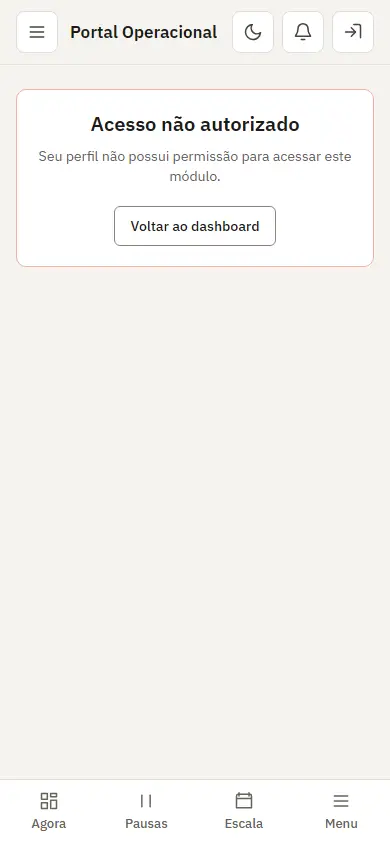 Portal Operacional
Acesso não autorizado
Seu perfil não possui permissão para acessar este
módulo.
Voltar ao dashboard
Agora
Pausas
Escala
Menu